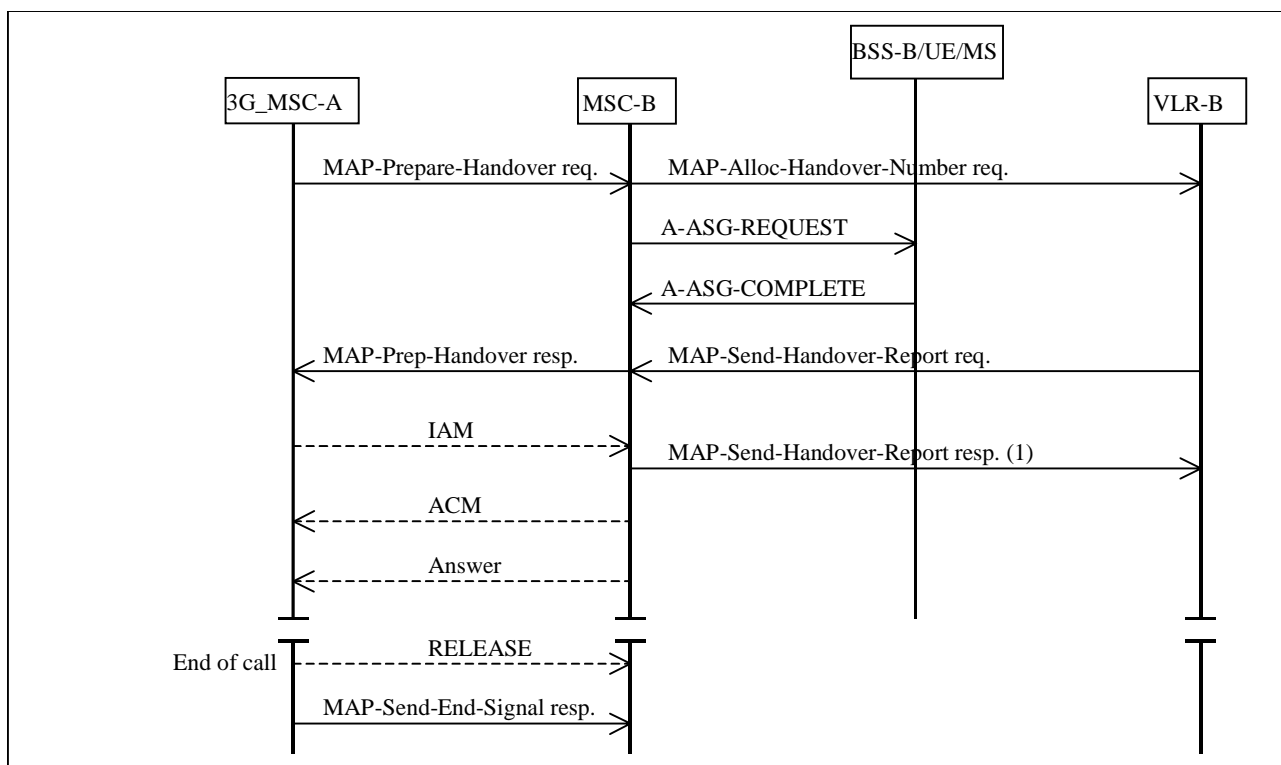 BSS-B/UE/MS
3G_MSC-A
MSC-B
VLR-B
MAP-Prepare-Handover req.
MAP-Alloc-Handover-Number req.
A-ASG-REQUEST
A-ASG-COMPLETE
MAP-Prep-Handover resp.
MAP-Send-Handover-Report req.
IAM
MAP-Send-Handover-Report resp. (1)
ACM
Answer
RELEASE
End of call
MAP-Send-End-Signal resp.